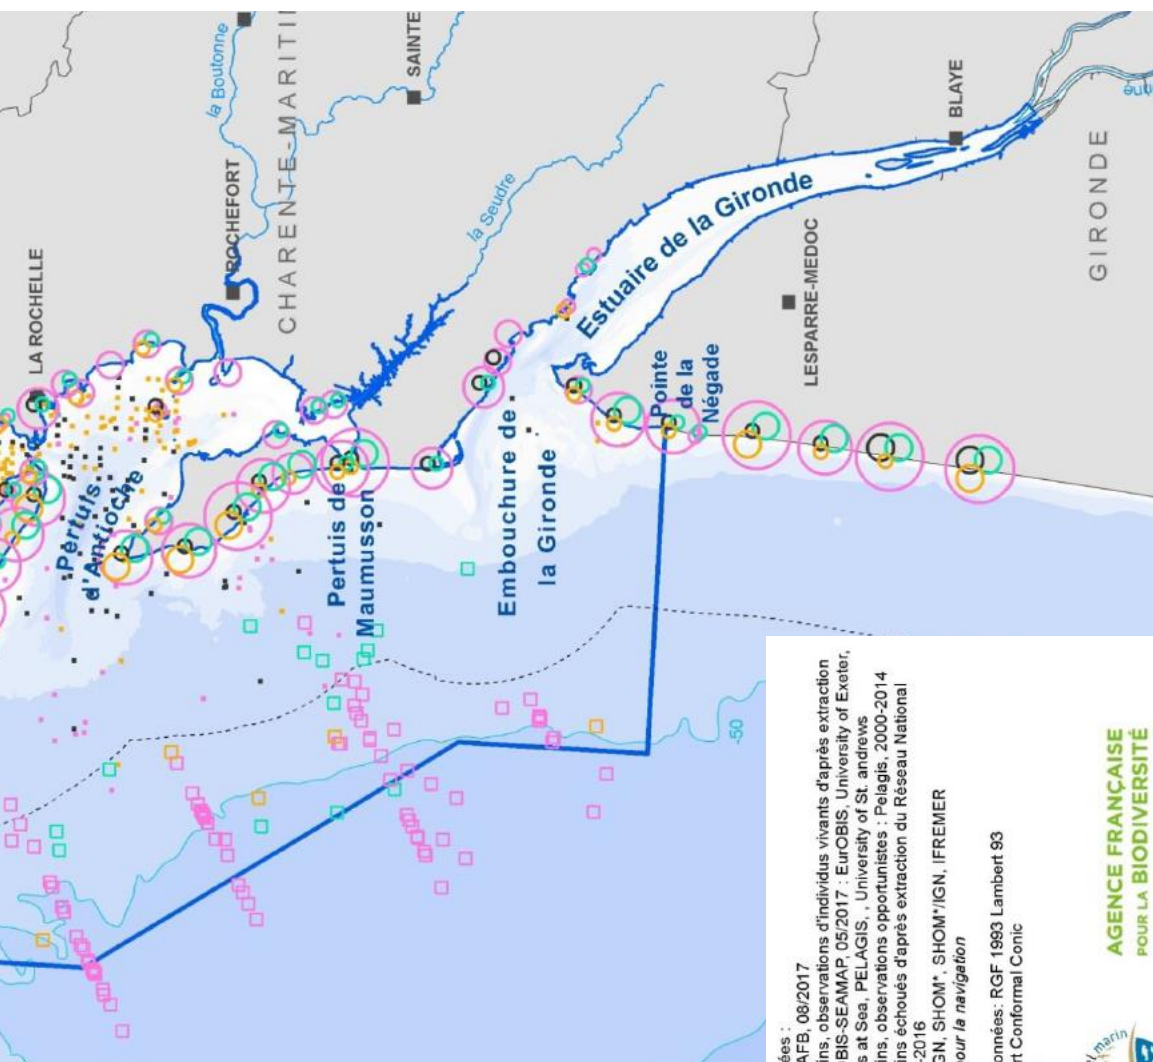 la Boutonne
SAINTE
CHARENTE-MARITI
ROCHEFORT
LA ROCHELLE
la Seudre
BLAYE
GIRONDE
Estuaire de la Gironde
LESPARRE-MEDOC
Pointe
de la
Négade
Pertuis
d'Antioche
Pertuis de
Maumusson
Embouchure de
la Gironde
-50
ées :
AFB, 08/2017
ins, observations d'individus vivants d'après extraction
OBIS-SEAMAP, 05/2017 : EurOBIS, University of Exeter,
s at Sea, PELAGIS, , University of St. andrews
ins, observations opportunistes : Pelagis, 2000-2014
ins échoués d'après extraction du Réseau National
-2016
GN, SHOM*, SHOM*/IGN, IFREMER
our la navigation
onnées: RGF 1993 Lambert 93
rt Conformal Conic
AGENCE FRANÇAISE
POUR LA BIODIVERSITÉ
marin